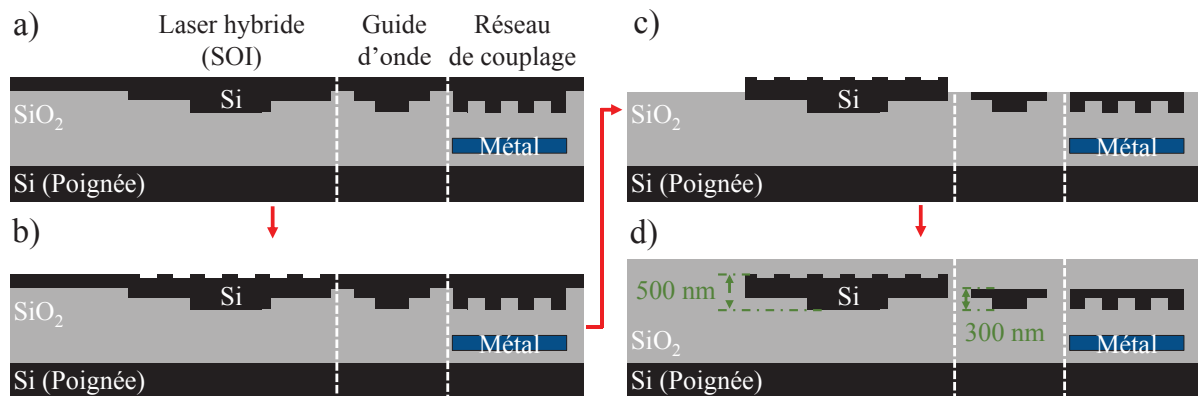 a)
Laser hybride
(SOI)
Guide
d’onde
Réseau
de couplage
Si
SiO2
Métal
Si (Poignée)
b)
Si
SiO2
Métal
Si (Poignée)
c)
Si
SiO2
Métal
Si (Poignée)
d)
500 nm
Si
300 nm
SiO2
Métal
Si (Poignée)